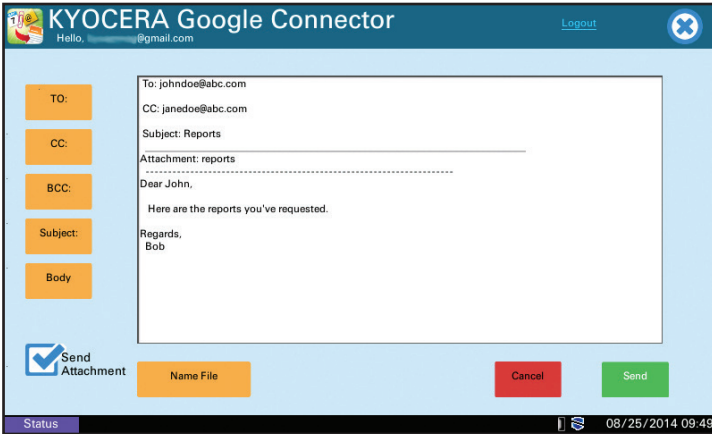 KYOCERA Google Connector
Hello, @gmail.com
Logout
TO:
CC:
BCC:
Subject:
Body
To: johndoe@abc.com
CC: janedoe@abc.com
Subject: Reports
Attachment: reports
Dear John,
Here are the reports you've requested.
Regards,
Bob
Send
Attachment
Name File
Cancel
Send
Status
08/25/2014 09:49